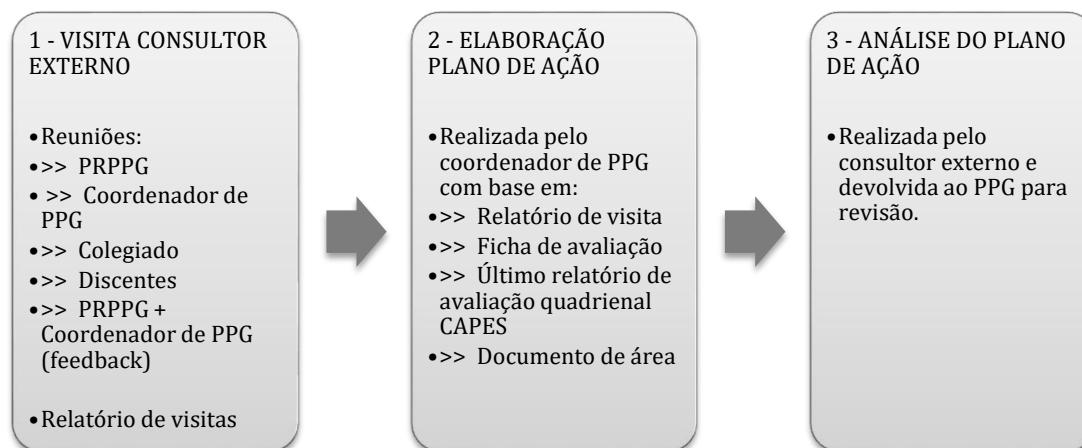 1 - VISITA CONSULTOR
EXTERNO
•Reuniões:
•>> PRPPG
• >> Coordenador de
PPG
•>> Colegiado
•>> Discentes
•>> PRPPG +
Coordenador de PPG
(feedback)
•Relatório de visitas
2 - ELABORAÇÃO
PLANO DE AÇÃO
•Realizada pelo
coordenador de PPG
com base em:
•>> Relatório de visita
•>> Ficha de avaliação
•>> Último relatório de
avaliação quadrienal
CAPES
•>> Documento de área
3 - ANÁLISE DO PLANO
DE AÇÃO
•Realizada pelo
consultor externo e
devolvida ao PPG para
revisão.